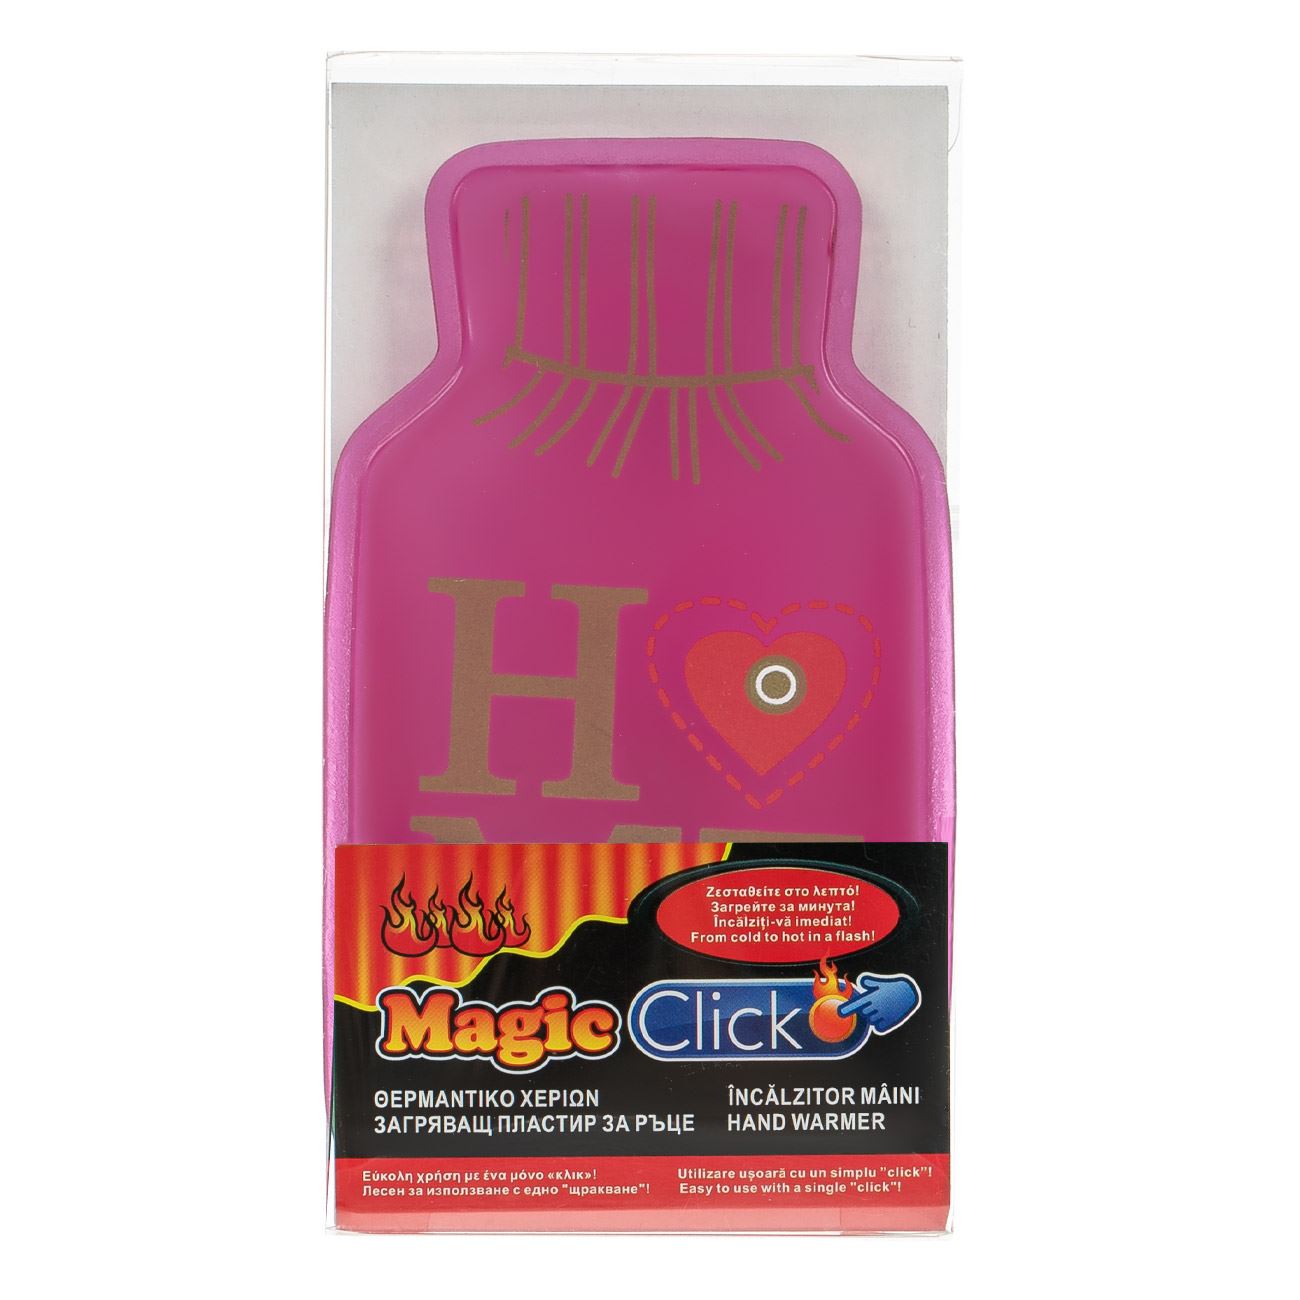 H
Ζεσταθείτε στο λεπτό!
Загрейте за минута!
Încălziți-vă imediat!
From cold to hot in a flash!
Magic Click
ΘΕΡΜΑΝΤΙΚΟ ΧΕΡΙΩΝ
ЗАГРЯВАЩ ПЛАСТИР ЗА РЪЦЕ
ÎNCĂLZITOR MÂINI
HAND WARMER
Εύκολη χρήση με ένα μόνο «κλικ»!
Лесен за използване с едно "щракване"!
Utilizare ușoară cu un simplu "click"!
Easy to use with a single "click"!